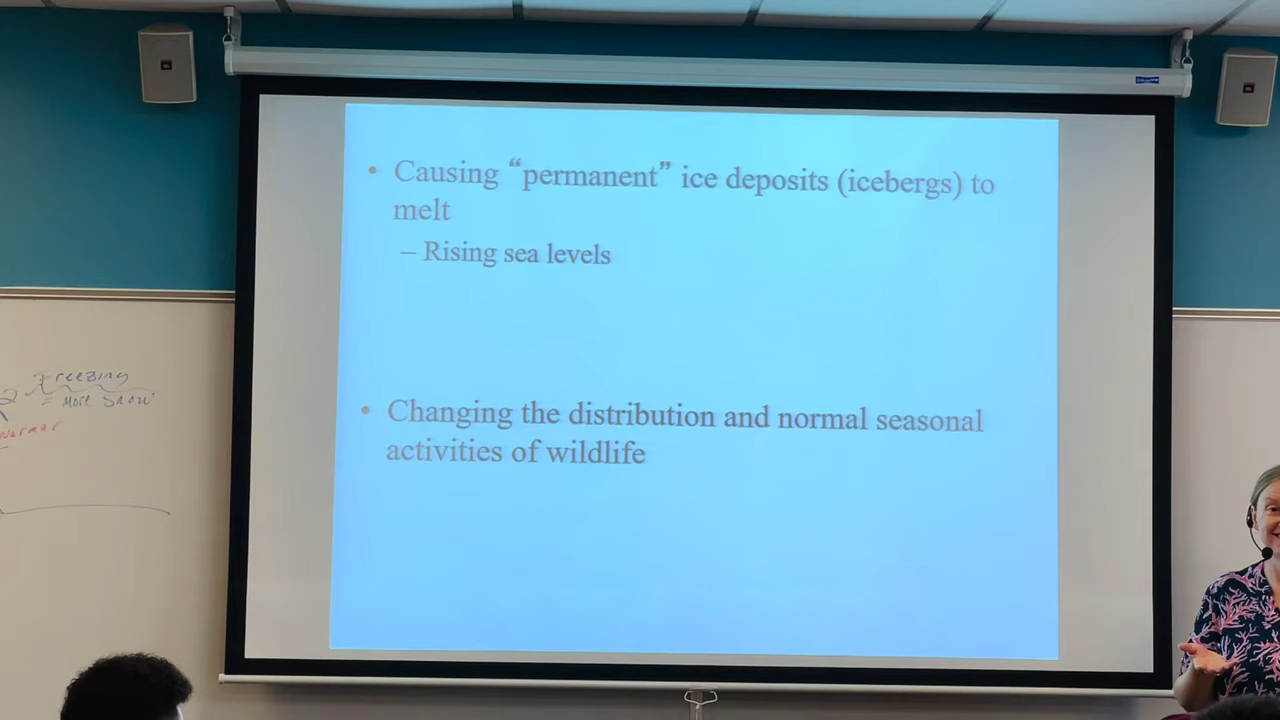 • Causing “permanent” ice deposits (icebergs) to
melt
– Rising sea levels
• Changing the distribution and normal seasonal
activities of wildlife
Freezing
= More Snow
warmer